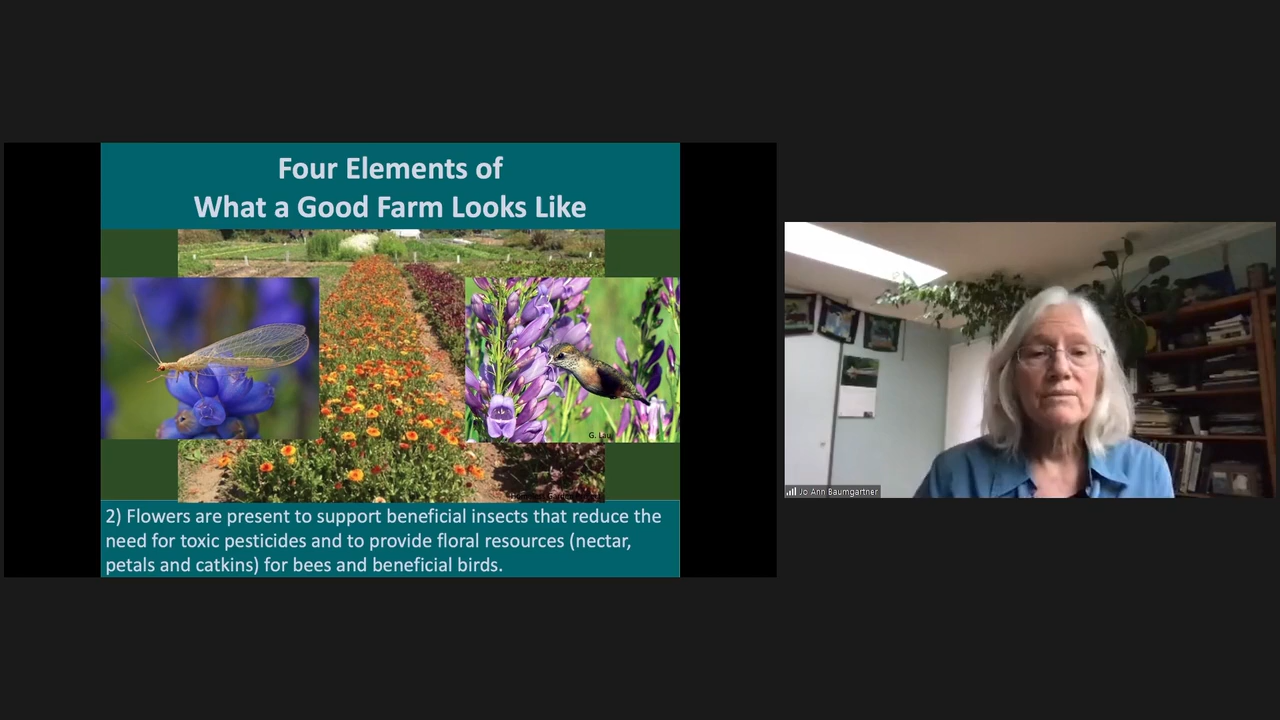 Four Elements of
What a Good Farm Looks Like
2) Flowers are present to support beneficial insects that reduce the
need for toxic pesticides and to provide floral resources (nectar,
petals and catkins) for bees and beneficial birds.
Jo Ann Baumgartner